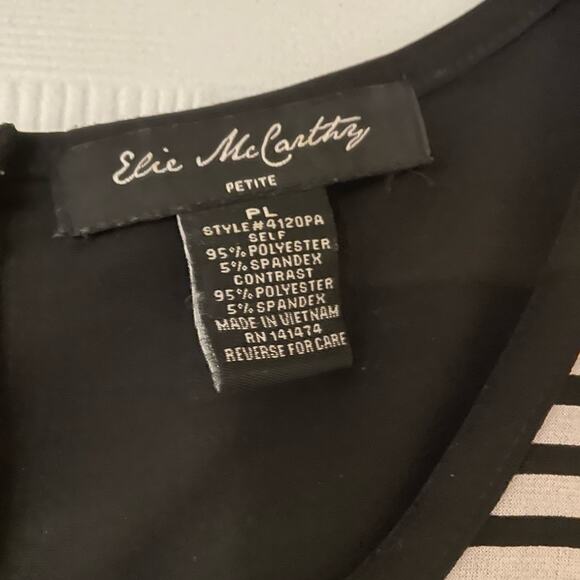 Elie McCarthy
PETITE
PL
STYLE#4120PA
SELF
95% POLYESTER
5% SPANDEX
CONTRAST
95% POLYESTER
5% SPANDEX
MADE IN VIETNAM
RN 141474
REVERSE FOR CARE